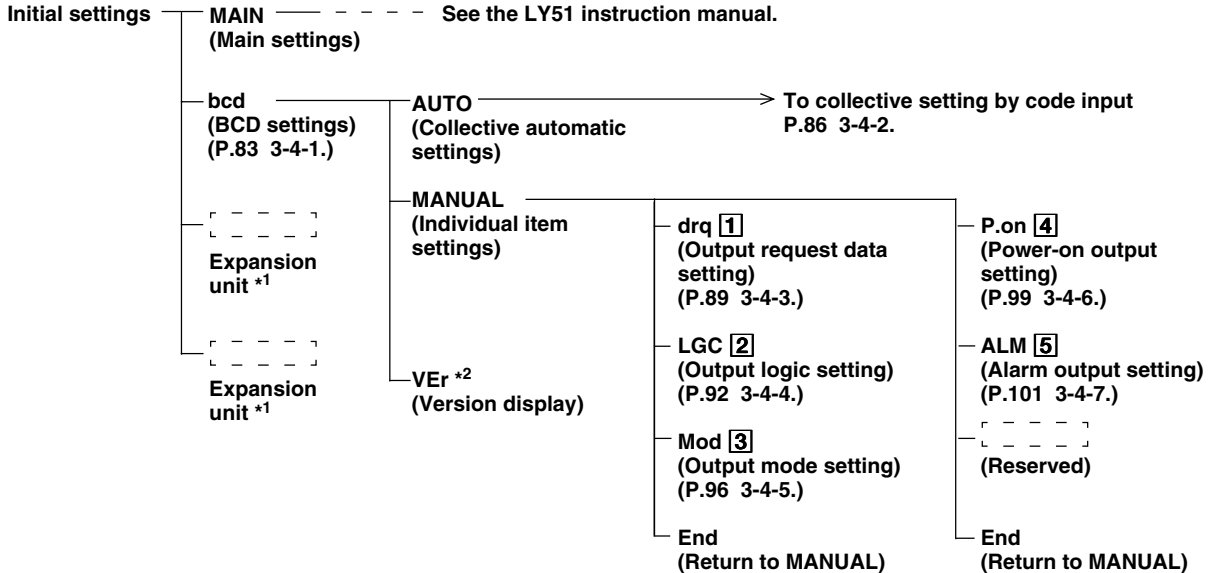 Initial settings
MAIN
(Main settings)
See the LY51 instruction manual.
bcd
(BCD settings)
(P.83 3-4-1.)
Expansion
unit *1
Expansion
unit *1
AUTO
(Collective automatic
settings)
To collective setting by code input
P.86 3-4-2.
MANUAL
(Individual item
settings)
VEr *2
(Version display)
drq 1
(Output request data
setting)
(P.89 3-4-3.)
LGC 2
(Output logic setting)
(P.92 3-4-4.)
Mod 3
(Output mode setting)
(P.96 3-4-5.)
End
(Return to MANUAL)
P.on 4
(Power-on output
setting)
(P.99 3-4-6.)
ALM 5
(Alarm output setting)
(P.101 3-4-7.)
(Reserved)
End
(Return to MANUAL)